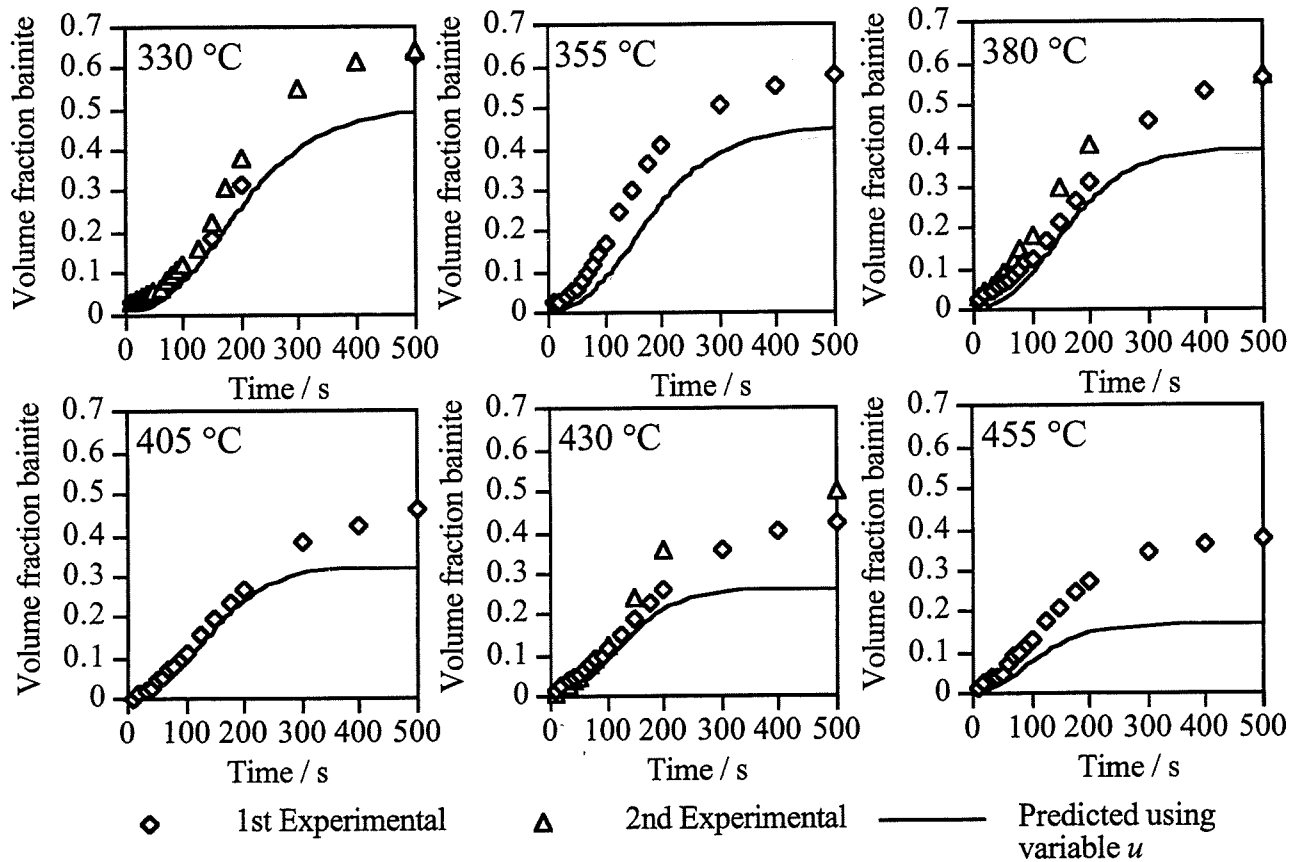 330 °C
Volume fraction bainite
0.7
0.6
0.5
0.4
0.3
0.2
0.1
0
0 100 200 300 400 500
Time / s
355 °C
Volume fraction bainite
0.7
0.6
0.5
0.4
0.3
0.2
0.1
0
0 100 200 300 400 500
Time / s
380 °C
Volume fraction bainite
0.7
0.6
0.5
0.4
0.3
0.2
0.1
0
0 100 200 300 400 500
Time / s
405 °C
Volume fraction bainite
0.7
0.6
0.5
0.4
0.3
0.2
0.1
0
0 100 200 300 400 500
Time / s
430 °C
Volume fraction bainite
0.7
0.6
0.5
0.4
0.3
0.2
0.1
0
0 100 200 300 400 500
Time / s
455 °C
Volume fraction bainite
0.7
0.6
0.5
0.4
0.3
0.2
0.1
0
0 100 200 300 400 500
Time / s
1st Experimental
2nd Experimental
Predicted using
variable u